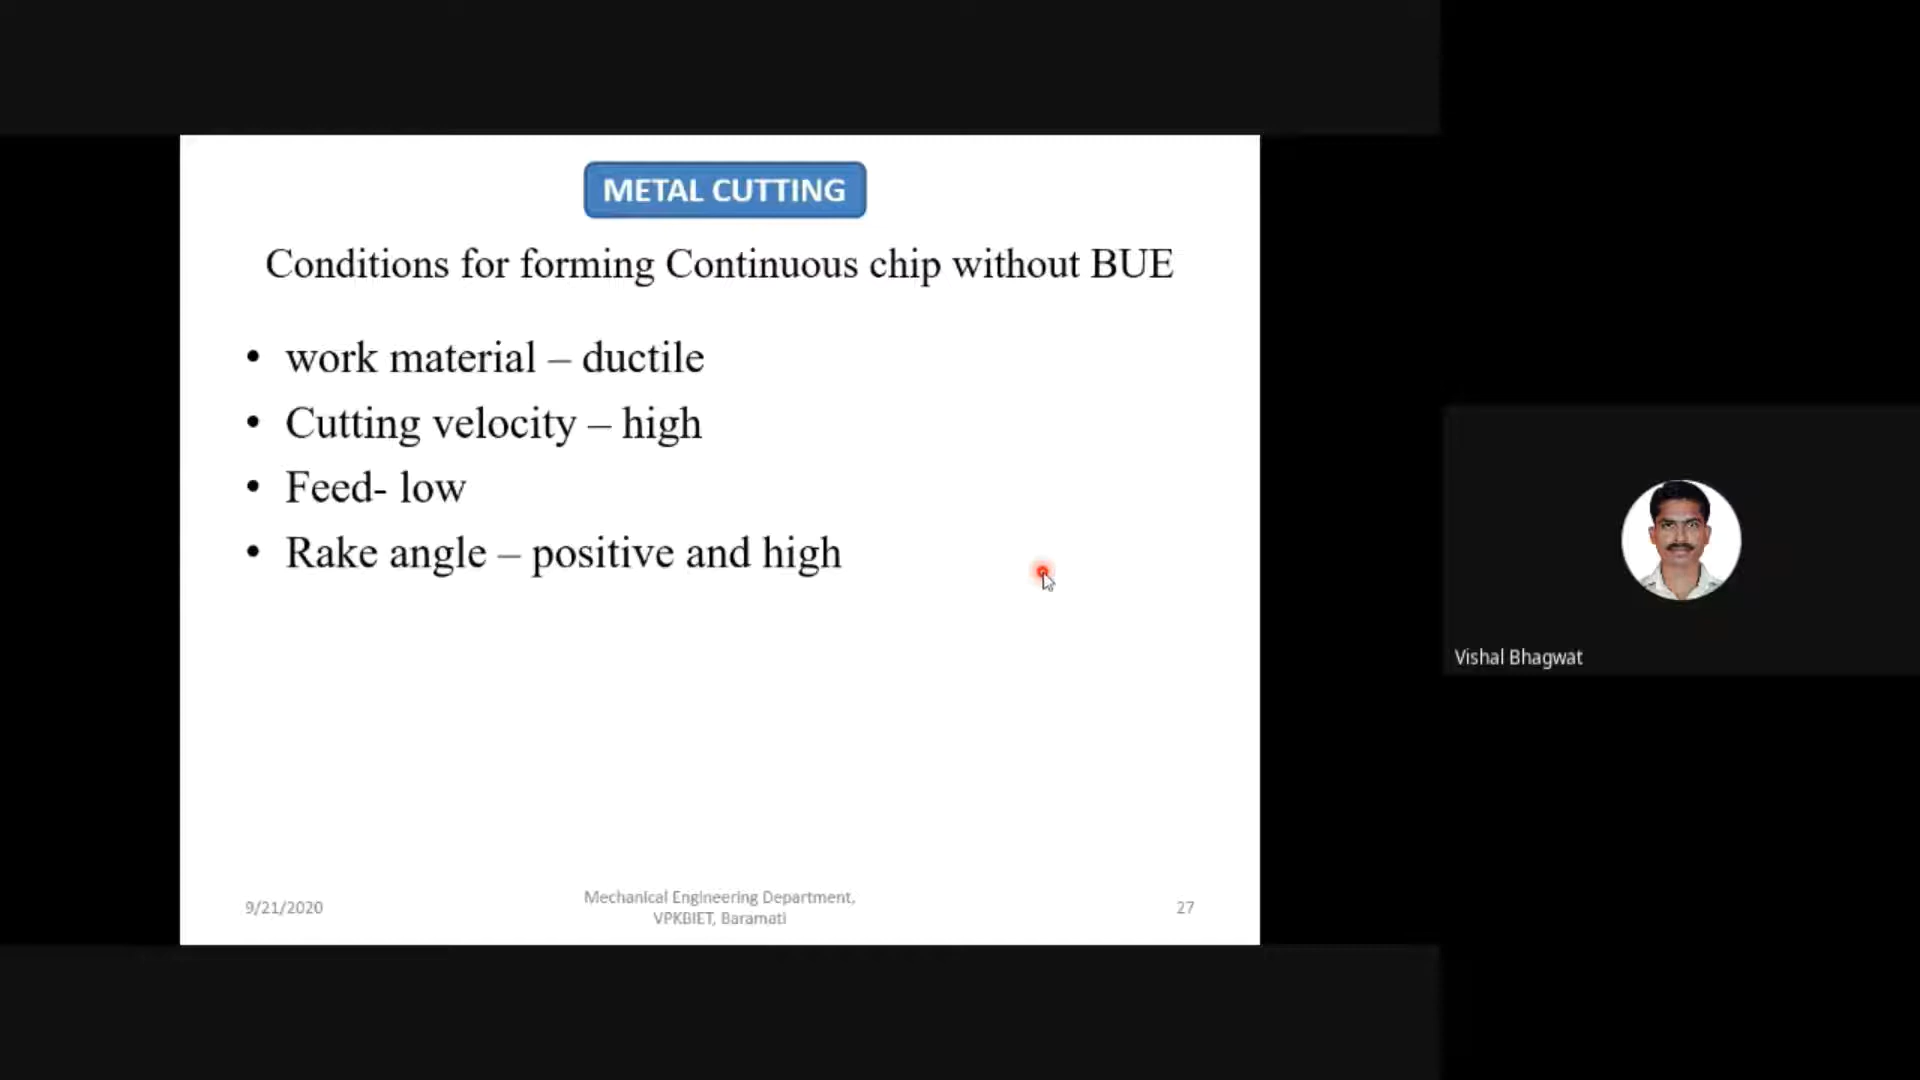 METAL CUTTING
Conditions for forming Continuous chip without BUE
• work material – ductile
• Cutting velocity – high
• Feed- low
• Rake angle – positive and high
Vishal Bhagwat
9/21/2020
Mechanical Engineering Department,
VPKBIET, Baramati
27